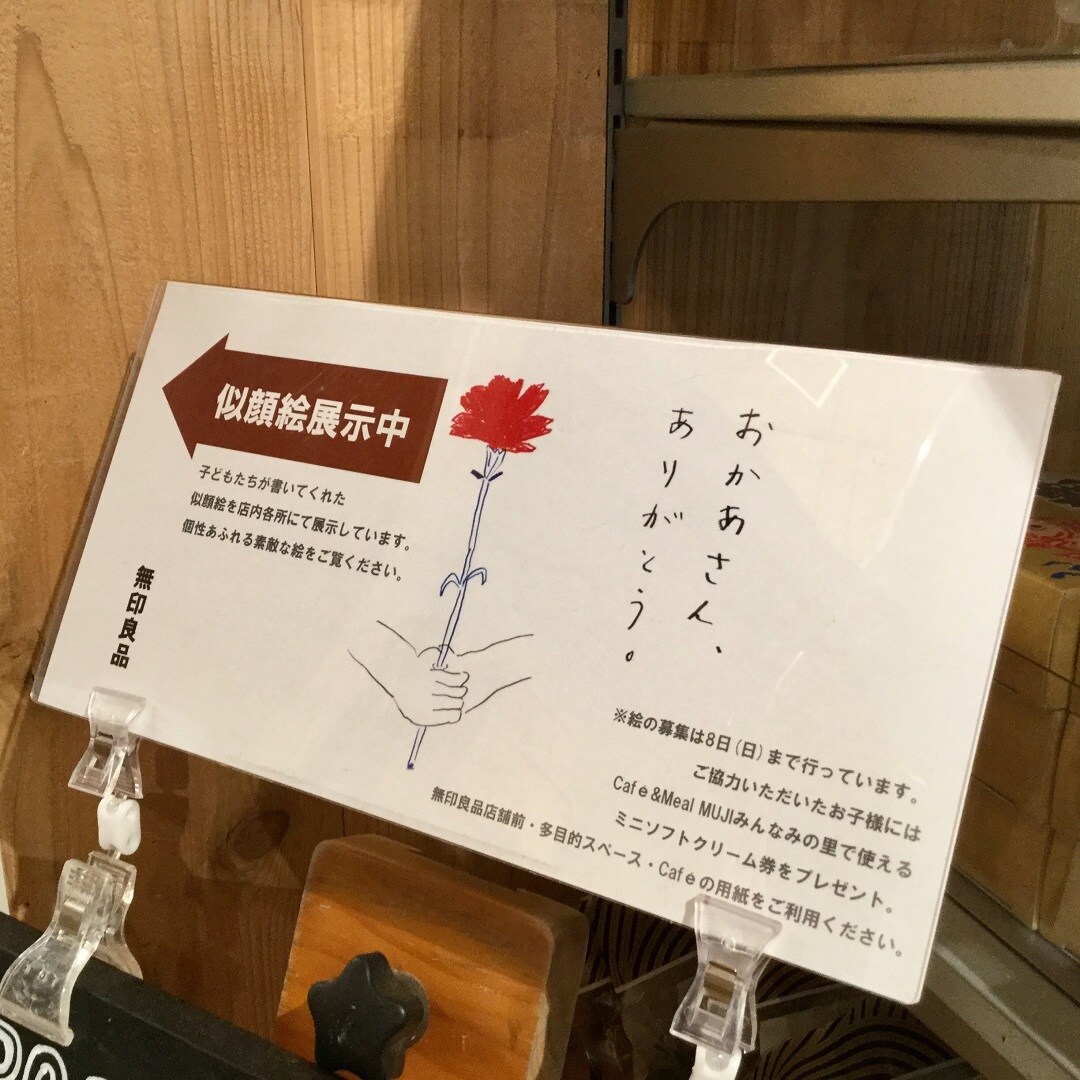 似顔絵展示中
子どもたちが書いてくれた
似顔絵を店内各所にて展示しています。
個性あふれる素敵な絵をご覧ください。
無印良品
おかあさん、
ありがとう。
※絵の募集は8日(日)まで行っています。
ご協力いただいたお子様には
Café&Meal MUJIみんなみの里で使える
ミニソフトクリーム券をプレゼント。
無印良品店舗前・多目的スペース・Caféの用紙をご利用ください。